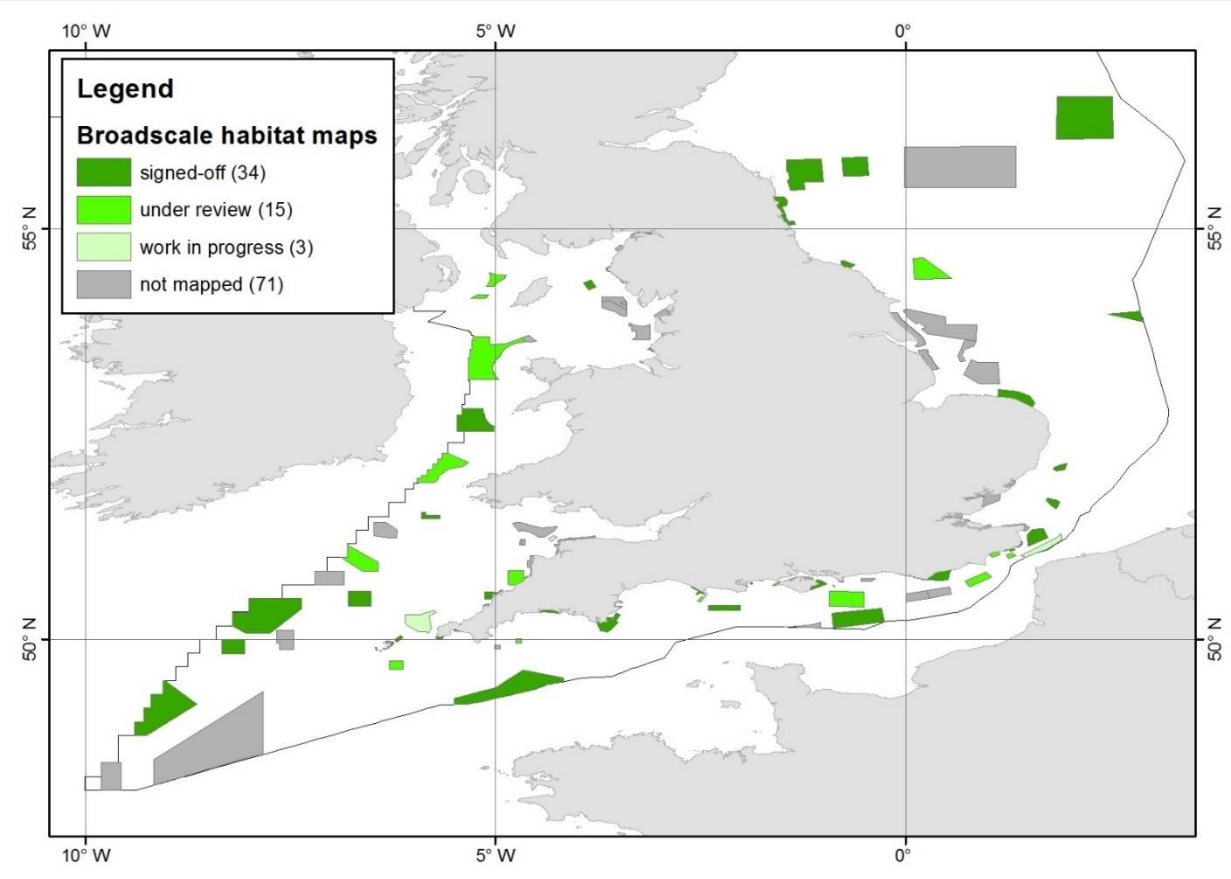 10° W 5° W 0°
Legend
Broadscale habitat maps
signed-off (34)
under review (15)
work in progress (3)
not mapped (71)
55° N 55° N
50° N 50° N
10° W 5° W 0°